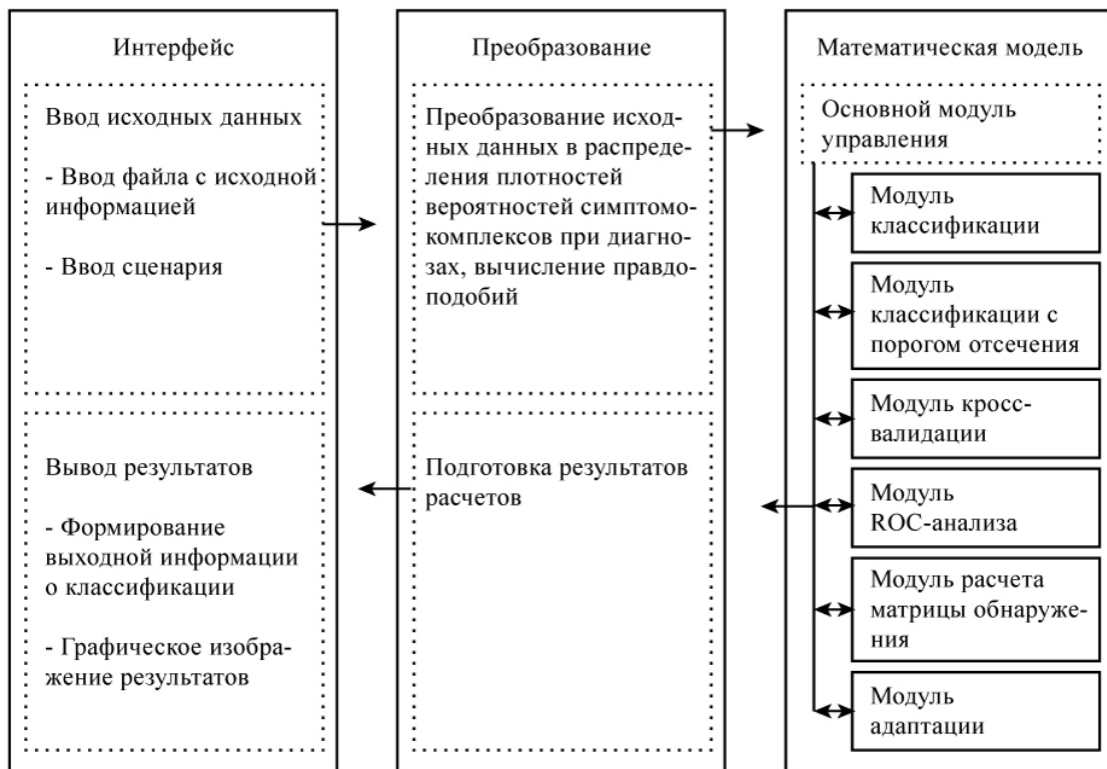 Интерфейс
Ввод исходных данных
- Ввод файла с исходной
информацией
- Ввод сценария
Вывод результатов
- Формирование
выходной информации
о классификации
- Графическое изобра-
жение результатов
Преобразование
Преобразование исход-
ных данных в распреде-
ления плотностей
вероятностей симптомо-
комплексов при диагно-
зах, вычисление правдо-
подобий
Подготовка результатов
расчетов
Математическая модель
Основной модуль
управления
Модуль
классификации
Модуль
классификации с
порогом отсечения
Модуль кросс-
валидации
Модуль
ROC-анализа
Модуль расчета
матрицы обнаруже-
ния
Модуль
адаптации